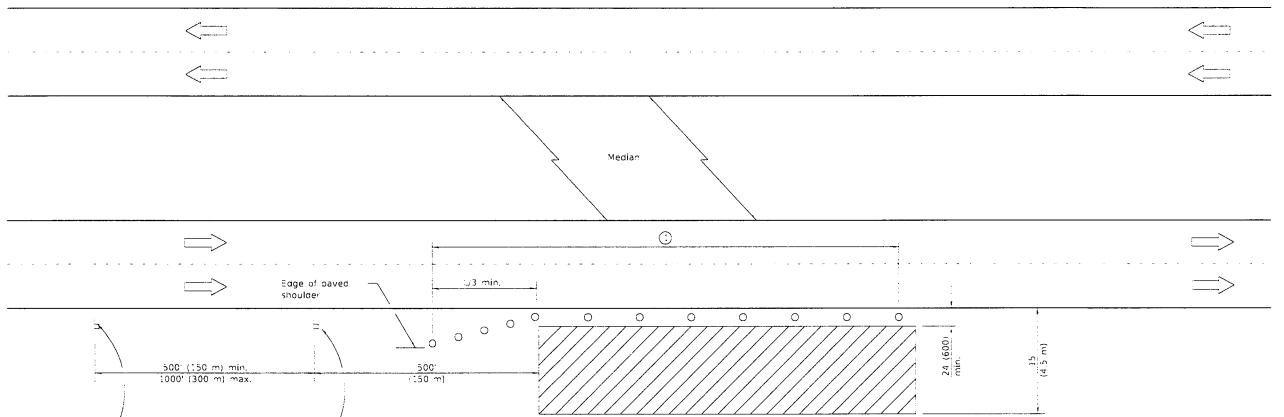 Median
Edge of paved
shoulder
L/3 min.
500' (150 m) min.
1000' (300 m) max.
500'
(150 m)
24 (600)
min.
15
(4.5 m)